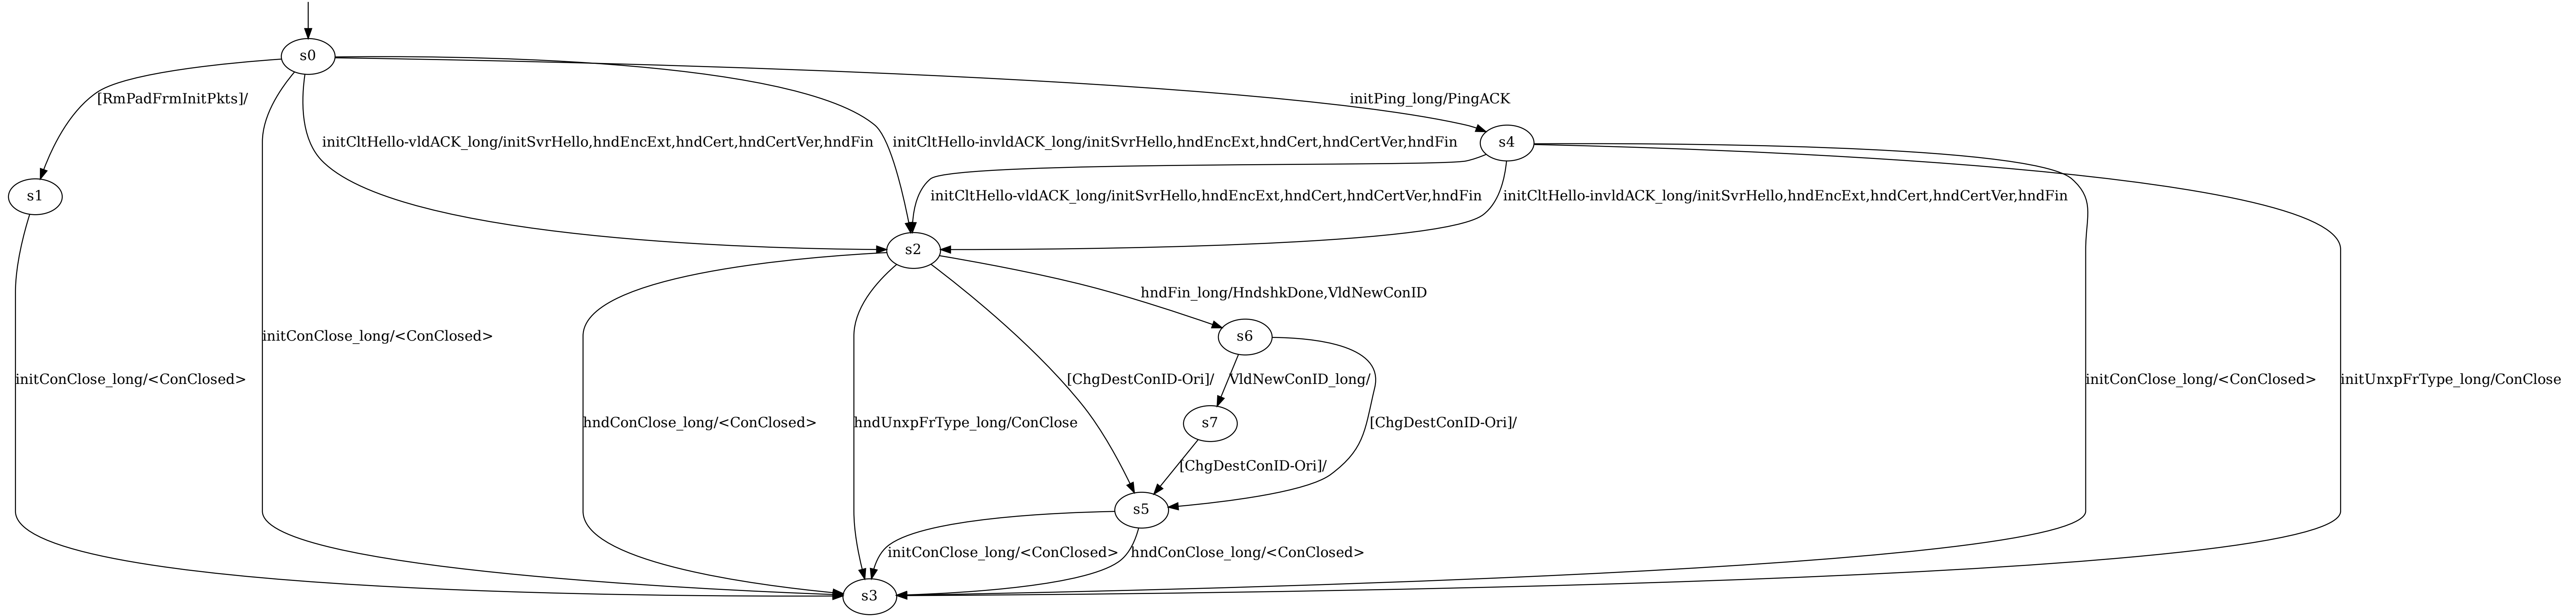 s0
[RmPadFrmInitPkts]/
initPing_long/PingACK
initCltHello-vldACK_long/initSvrHello,hndEncExt,hndCert,hndCertVer,hndFin
initCltHello-invldACK_long/initSvrHello,hndEncExt,hndCert,hndCertVer,hndFin
s4
s1
initCltHello-vldACK_long/initSvrHello,hndEncExt,hndCert,hndCertVer,hndFin
initCltHello-invldACK_long/initSvrHello,hndEncExt,hndCert,hndCertVer,hndFin
s2
hndFin_long/HndshkDone,VldNewConID
initConClose_long/<ConClosed>
s6
initConClose_long/<ConClosed>
[ChgDestConID-Ori]/
VldNewConID_long/
initConClose_long/<ConClosed>
initUnxpFrType_long/ConClose
hndConClose_long/<ConClosed>
hndUnxpFrType_long/ConClose
s7
[ChgDestConID-Ori]/
[ChgDestConID-Ori]/
s5
initConClose_long/<ConClosed>
hndConClose_long/<ConClosed>
s3